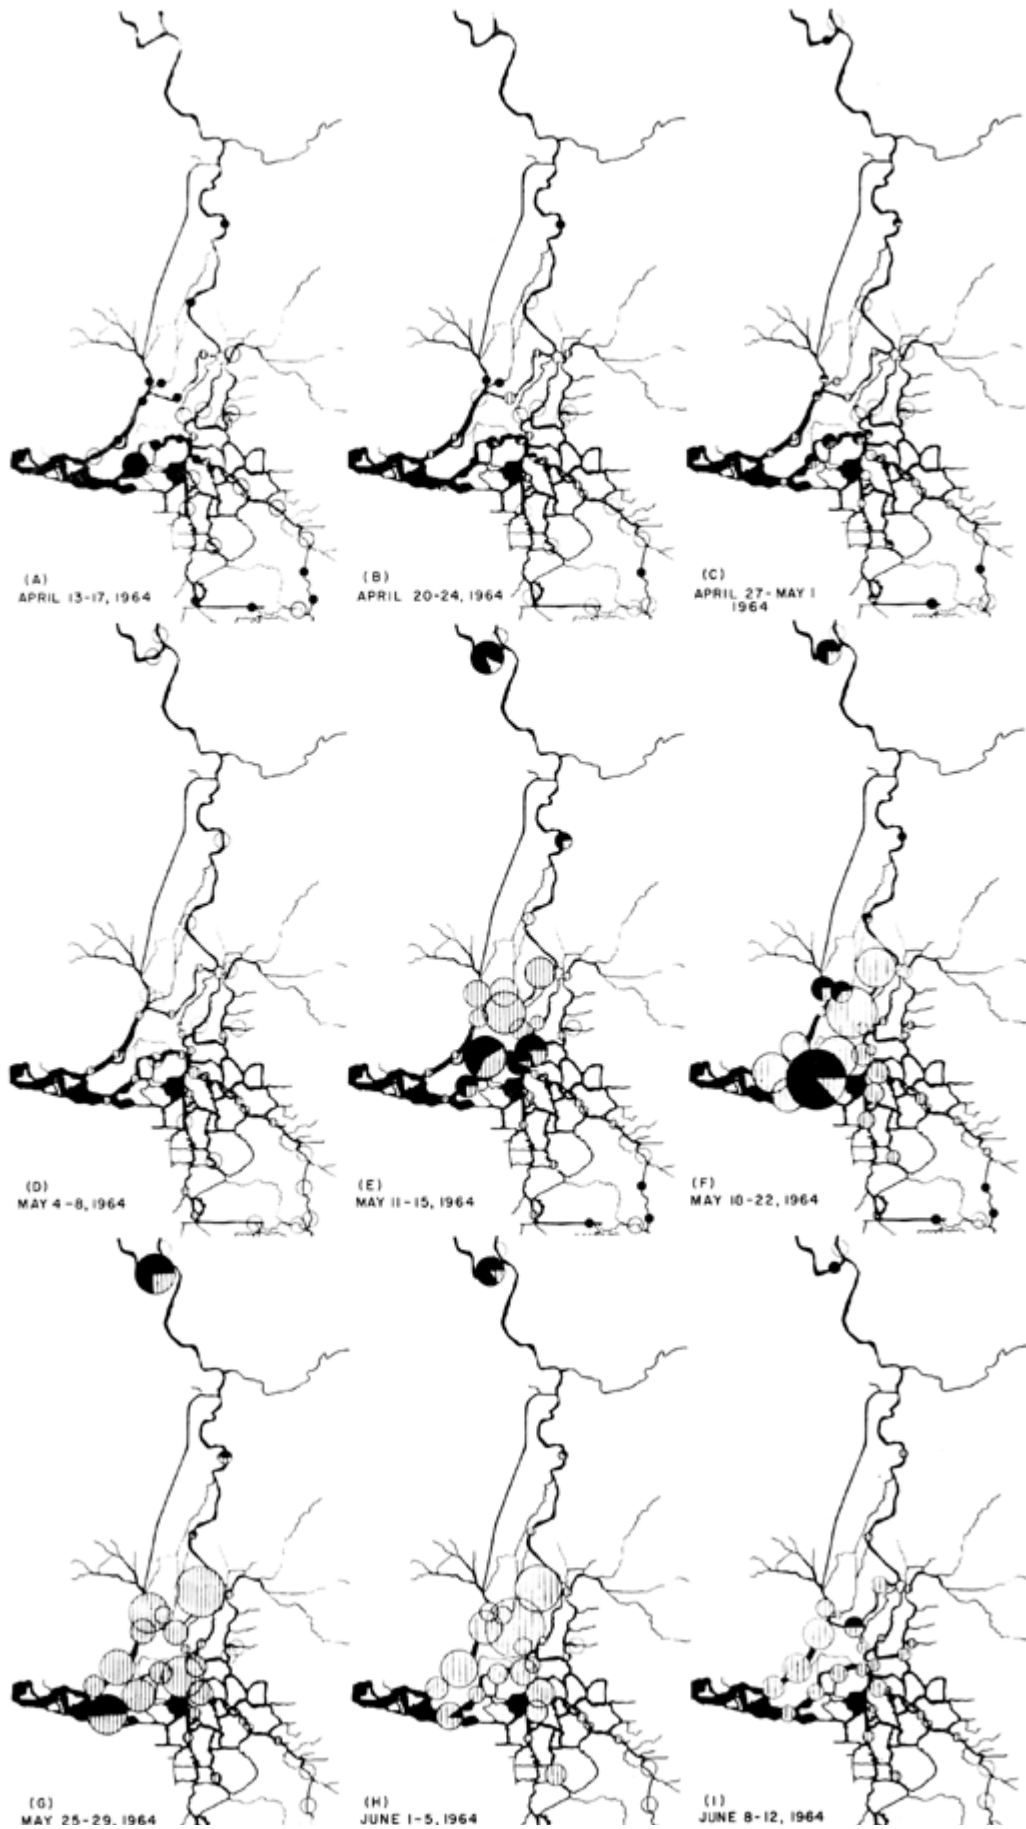 (A)
APRIL 13-17, 1964
(B)
APRIL 20-24, 1964
(C)
APRIL 27-MAY 1
1964
(D)
MAY 4-8, 1964
(E)
MAY 11-15, 1964
(F)
MAY 18-22, 1964
(G)
MAY 25-29, 1964
(H)
JUNE 1-5, 1964
(I)
JUNE 8-12, 1964